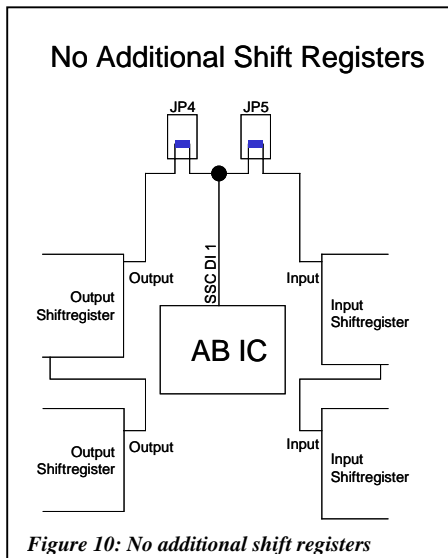 No Additional Shift Registers
JP4
JP5
SSC DI 1
Output
Input
Output
Shiftregister
Input
Shiftregister
AB IC
Output
Shiftregister
Output
Input
Input
Shiftregister
Figure 10: No additional shift registers